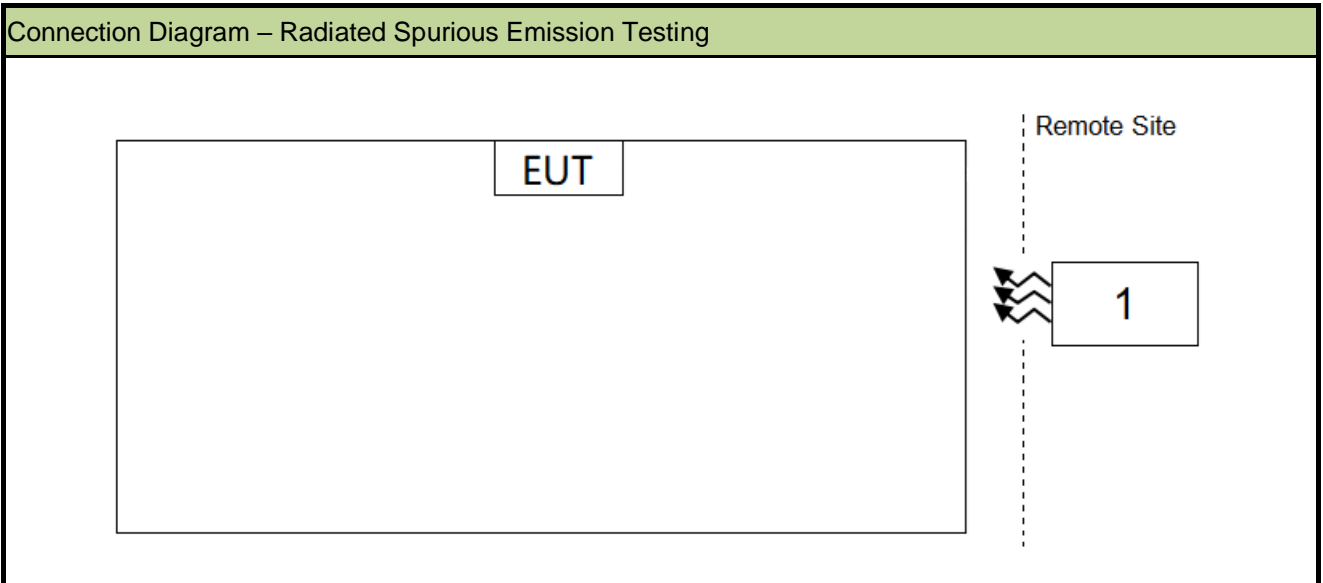 Connection Diagram – Radiated Spurious Emission Testing
Remote Site
EUT
1